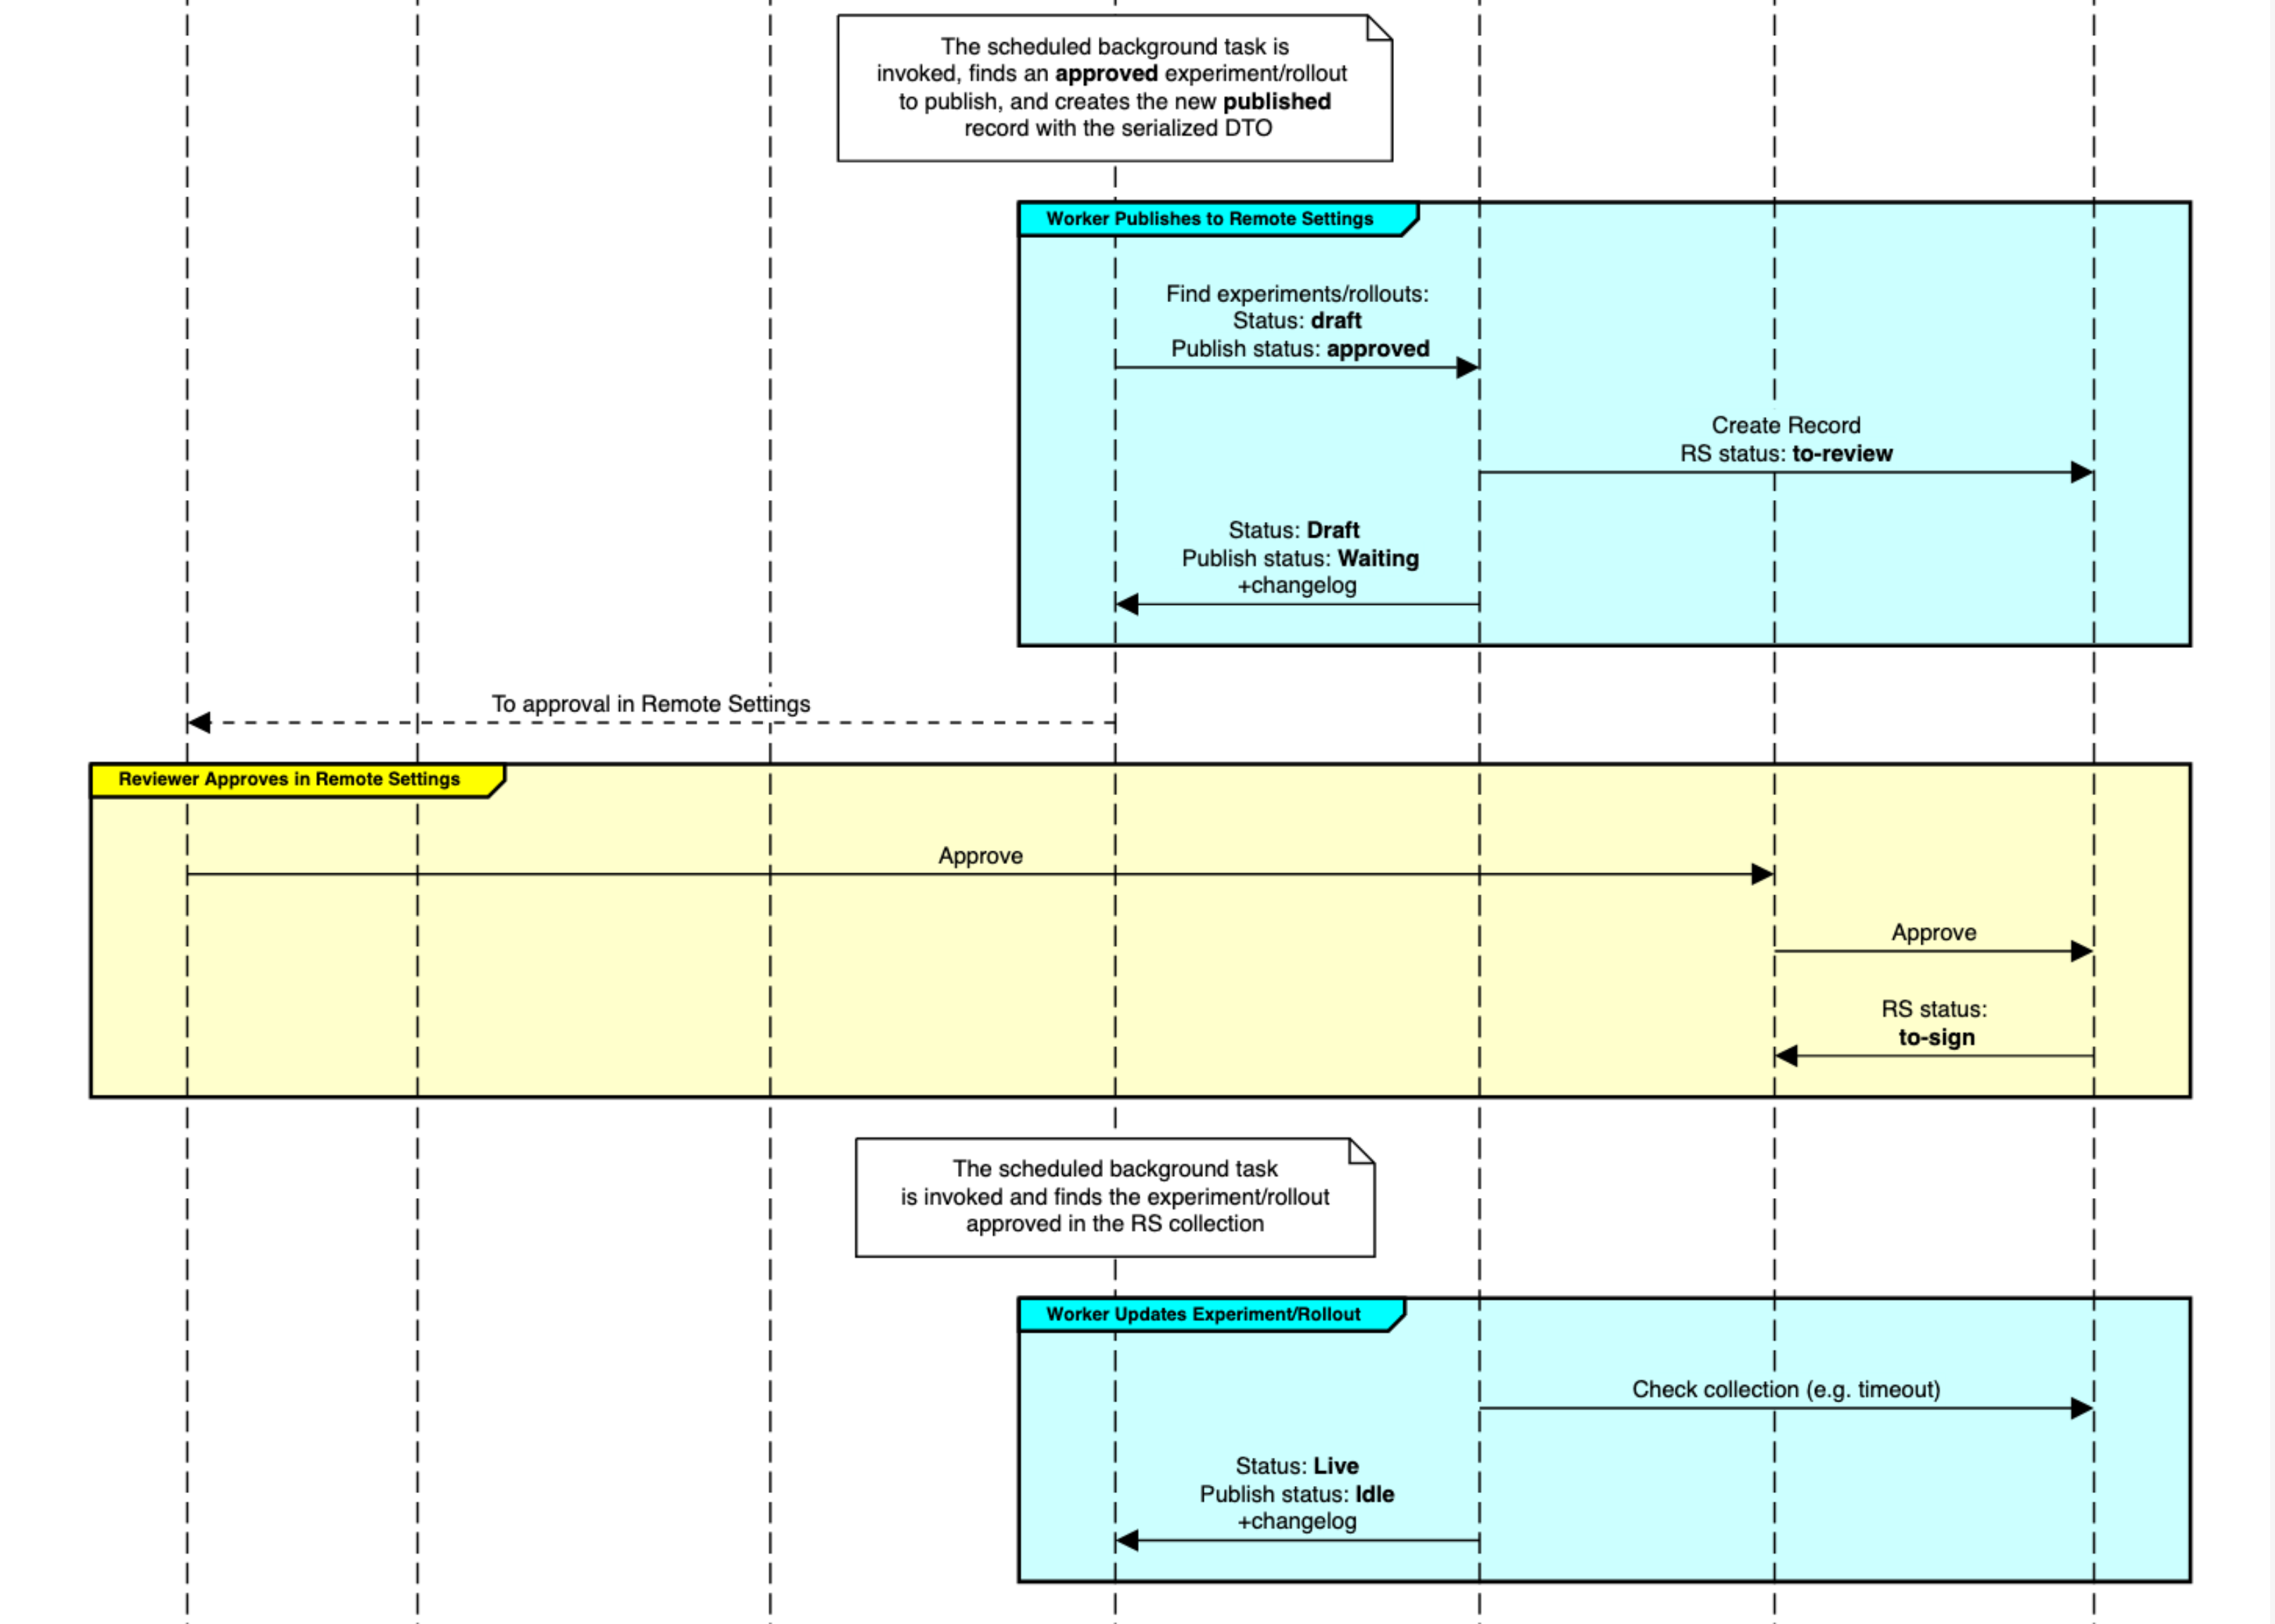 The scheduled background task is
invoked, finds an approved experiment/rollout
to publish, and creates the new published
record with the serialized DTO
Worker Publishes to Remote Settings
Find experiments/rollouts:
Status: draft
Publish status: approved
Create Record
RS status: to-review
Status: Draft
Publish status: Waiting
+changelog
To approval in Remote Settings
Reviewer Approves in Remote Settings
Approve
Approve
RS status:
to-sign
The scheduled background task
is invoked and finds the experiment/rollout
approved in the RS collection
Worker Updates Experiment/Rollout
Check collection (e.g. timeout)
Status: Live
Publish status: Idle
+changelog